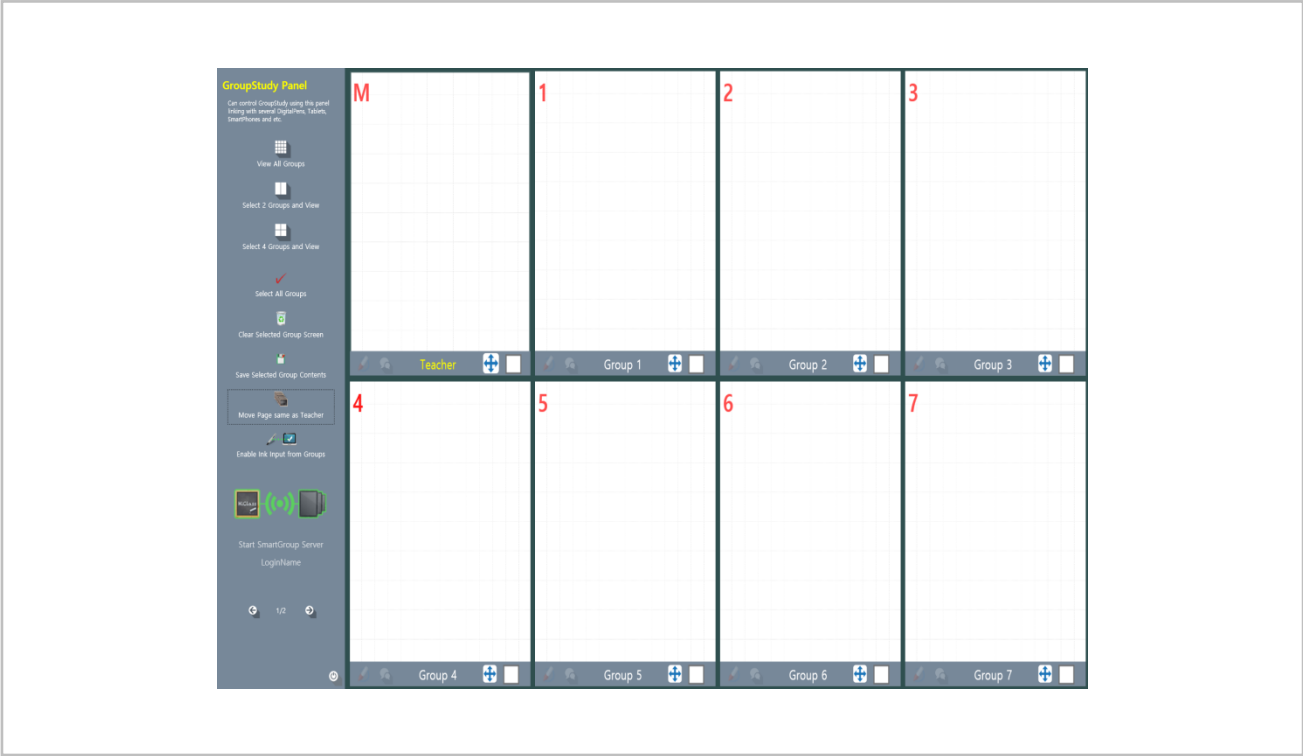 GroupStudy Panel
Can control GroupStudy using this panel
linking with several DigitalPens, Tablets,
SmartPhones and etc.
View All Groups
Select 2 Groups and View
Select 4 Groups and View
Select All Groups
Clear Selected Group Screen
Save Selected Group Contents
Move Page same as Teacher
Enable Ink Input from Groups
Start SmartGroup Server
LoginName
1/2
M
1
2
3
Teacher
Group 1
Group 2
Group 3
4
5
6
7
Group 4
Group 5
Group 6
Group 7